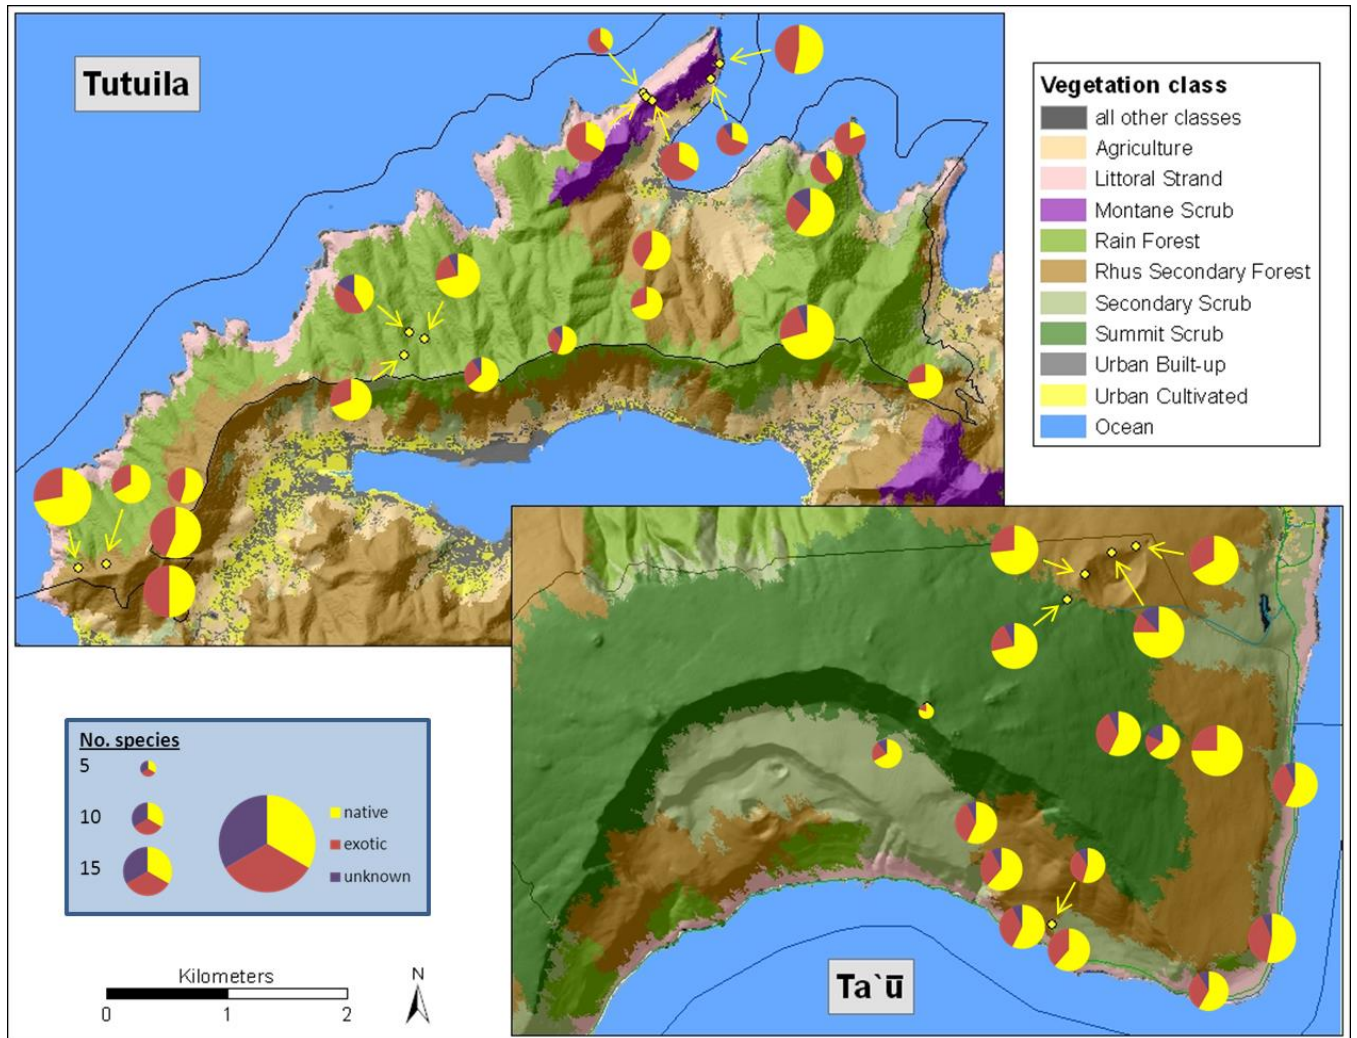 Tutuila
Vegetation class
all other classes
Agriculture
Littoral Strand
Montane Scrub
Rain Forest
Rhus Secondary Forest
Secondary Scrub
Summit Scrub
Urban Built-up
Urban Cultivated
Ocean
No. species
5
10
15
native
exotic
unknown
Kilometers
0 1 2
N
Ta`ū